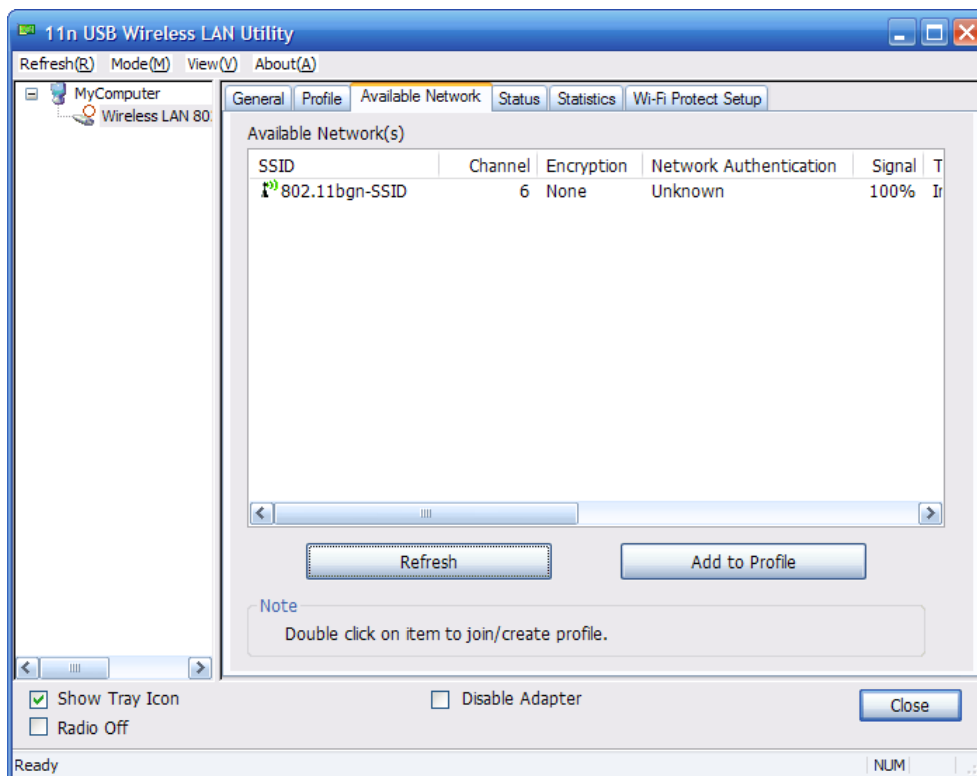 11n USB Wireless LAN Utility
Refresh(R) Mode(M) View(V) About(A)
MyComputer
Wireless LAN 80
General Profile Available Network Status Statistics Wi-Fi Protect Setup
Available Network(s)
SSID Channel Encryption Network Authentication Signal T
802.11bgn-SSID 6 None Unknown 100% Ir
Refresh Add to Profile
Note
Double click on item to join/create profile.
Show Tray Icon Disable Adapter Close
Radio Off
Ready NUM